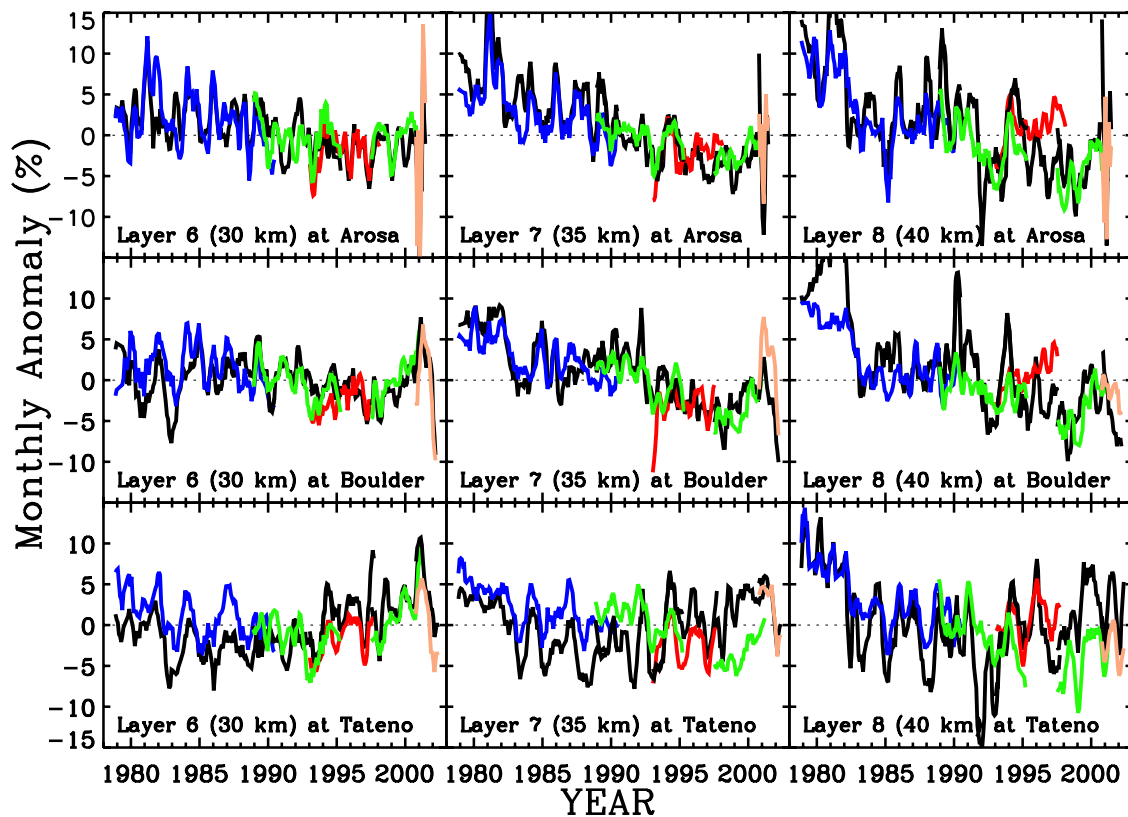 Monthly Anomaly (%)
10
5
0
-5
-10
Layer 6 (30 km) at Arosa
Layer 7 (35 km) at Arosa
Layer 8 (40 km) at Arosa
10
5
0
-5
-10
Layer 6 (30 km) at Boulder
Layer 7 (35 km) at Boulder
Layer 8 (40 km) at Boulder
10
5
0
-5
-10
-15
Layer 6 (30 km) at Tateno
Layer 7 (35 km) at Tateno
Layer 8 (40 km) at Tateno
1980 1985 1990 1995 2000
1980 1985 1990 1995 2000
1980 1985 1990 1995 2000
YEAR